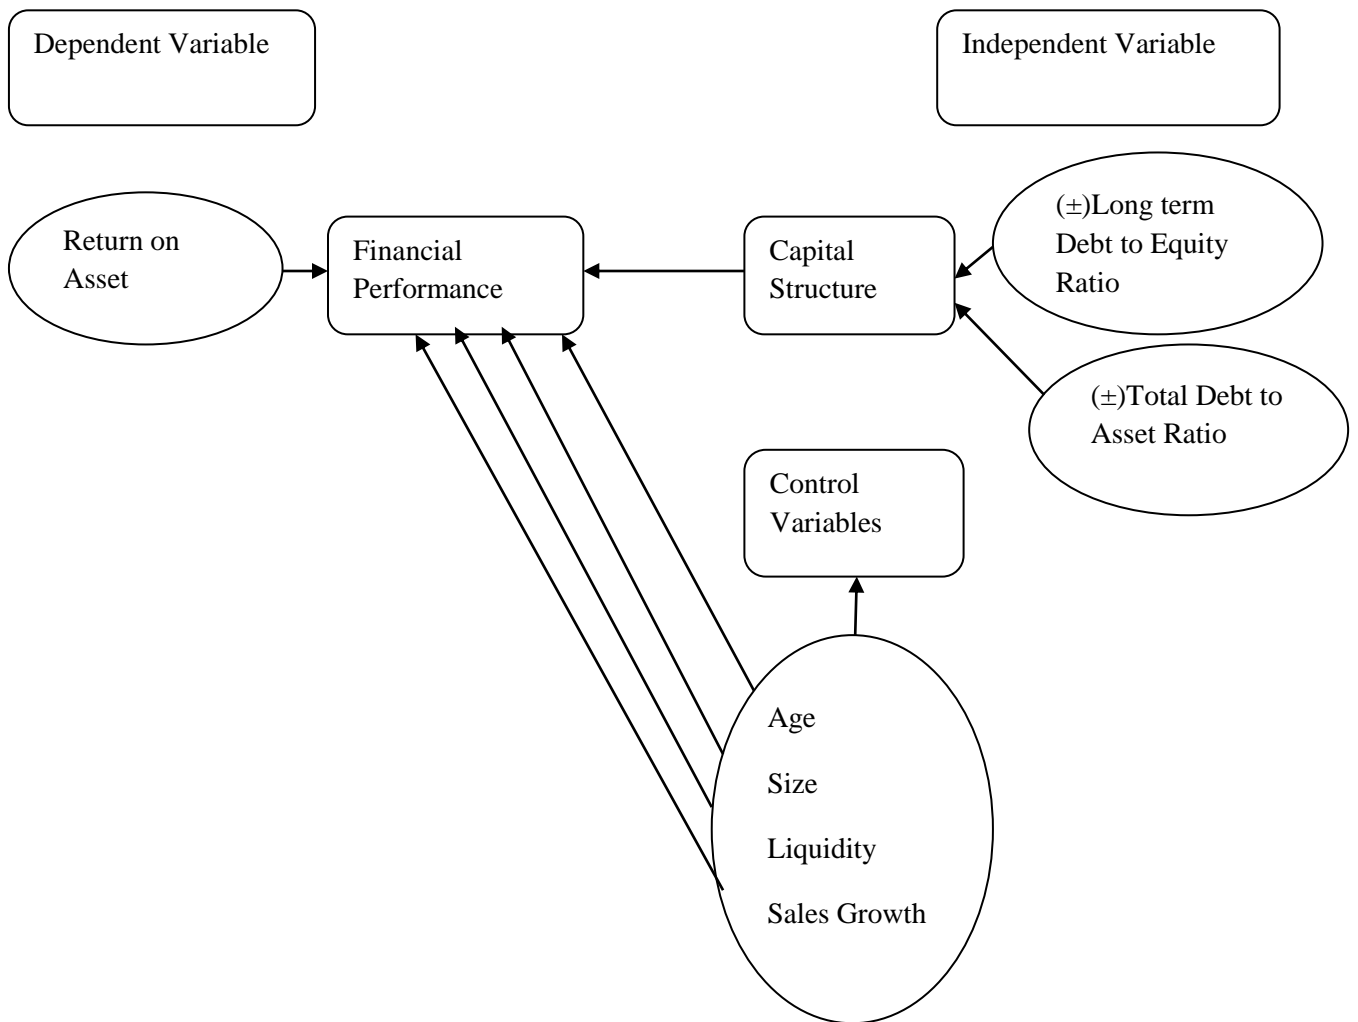 Dependent Variable
Independent Variable
Return on
Asset
Financial
Performance
Capital
Structure
(±)Long term
Debt to Equity
Ratio
(±)Total Debt to
Asset Ratio
Control
Variables
Age
Size
Liquidity
Sales Growth